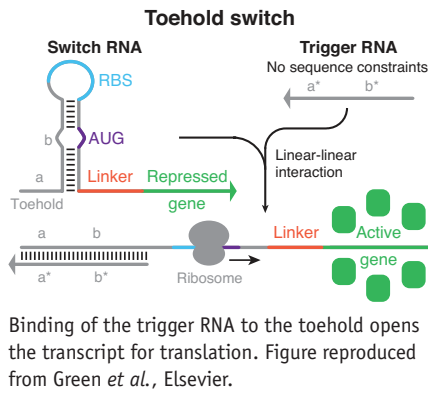 Toehold switch
Switch RNA
RBS
b
AUG
a
Linker
Repressed
gene
Toehold
Trigger RNA
No sequence constraints
a*
b*
Linear-linear
interaction
a
b
a*
b*
Ribosome
Linker
Active
gene
Binding of the trigger RNA to the toehold opens
the transcript for translation. Figure reproduced
from Green et al., Elsevier.